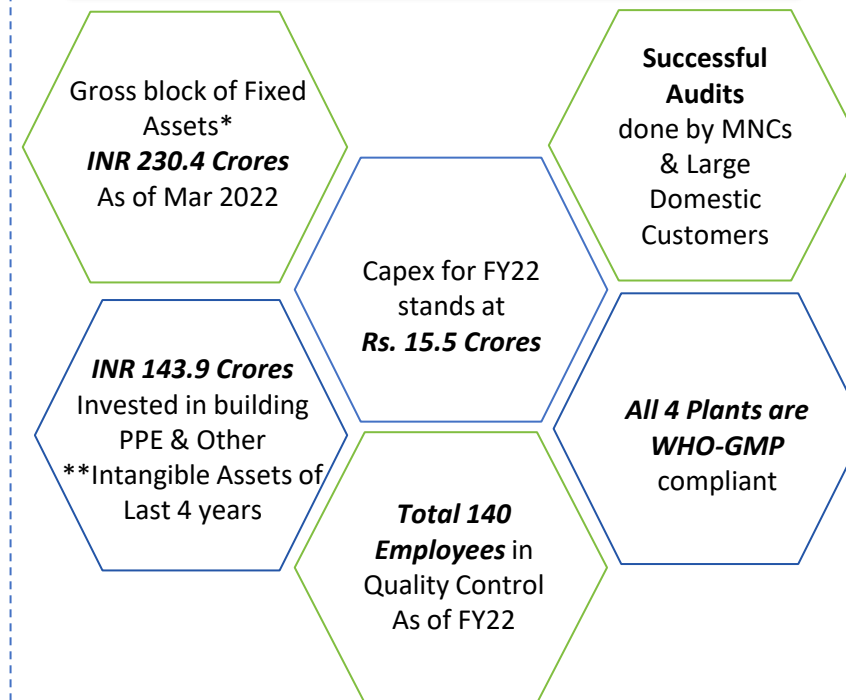 Gross block of Fixed
Assets*
INR 230.4 Crores
As of Mar 2022
Successful
Audits
done by MNCs
& Large
Domestic
Customers
Capex for FY22
stands at
Rs. 15.5 Crores
INR 143.9 Crores
Invested in building
PPE & Other
**Intangible Assets of
Last 4 years
All 4 Plants are
WHO-GMP
compliant
Total 140
Employees in
Quality Control
As of FY22